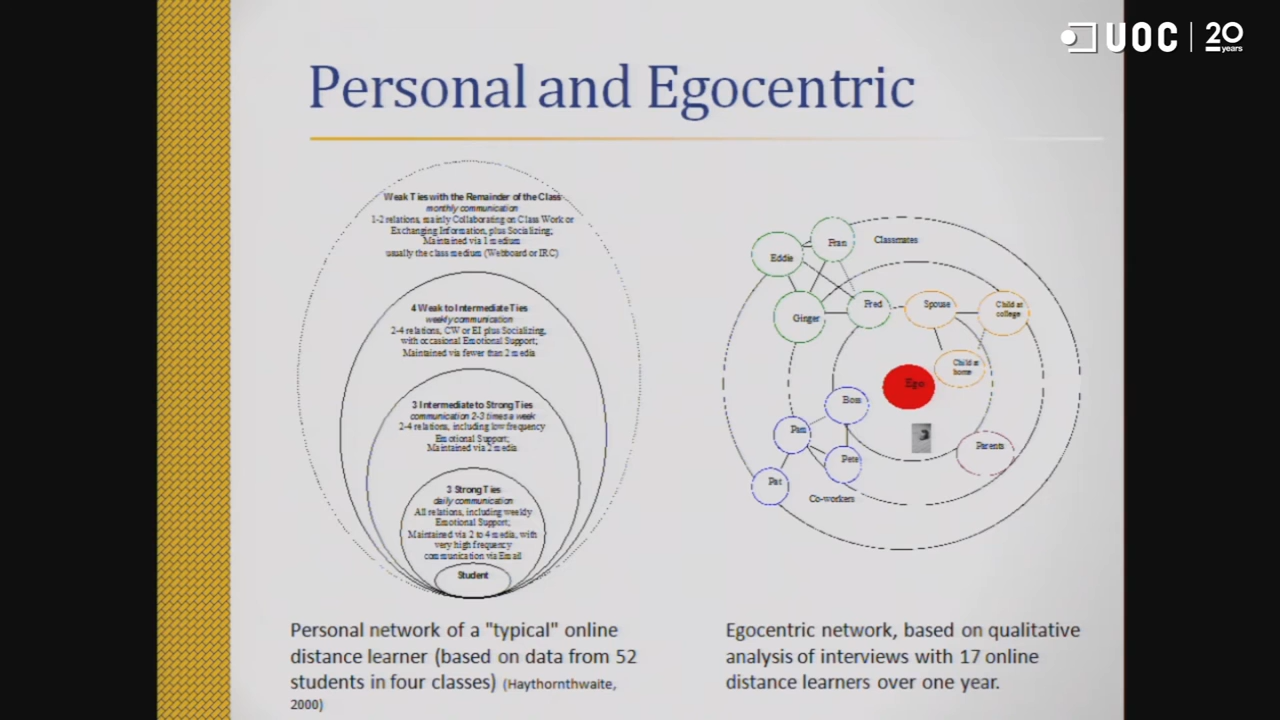 UOC | 20 years
Personal and Egocentric
Weak Ties with the Remainder of the Class
monthly communication
1-2 relations, mainly Collaborating on Class Work or
Exchanging Information, plus Socializing;
Maintained via 1 medium
usually the class medium (Webboard or IRC)
4 Weak to Intermediate Ties
weekly communication
2-4 relations, CW or EI plus Socializing,
with occasional Emotional Support;
Maintained via fewer than 2 media
3 Intermediate to Strong Ties
communication 2-3 times a week
2-4 relations, including low frequency
Emotional Support;
Maintained via 2 media
3 Strong Ties
daily communication
All relations, including weekly
Emotional Support;
Maintained via 2 to 4 media, with
very high frequency
communication via Email
Student
Personal network of a "typical" online
distance learner (based on data from 52
students in four classes) (Haythornthwaite,
2000)
Eddie
Fran
Classmates
Ginger
Fred
Spouse
Child at
college
Child at
home
Ego
Boss
Pam
Pete
Parents
Pat
Co-workers
Egocentric network, based on qualitative
analysis of interviews with 17 online
distance learners over one year.